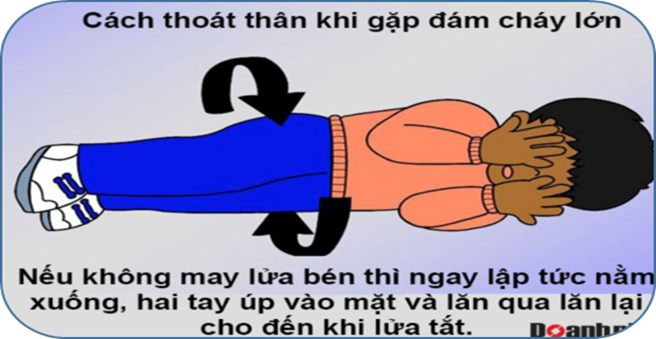 Cách thoát thân khi gặp đám cháy lớn
Nếu không may lửa bén thì ngay lập tức nằm
xuống, hai tay úp vào mặt và lăn qua lăn lại
cho đến khi lửa tắt.